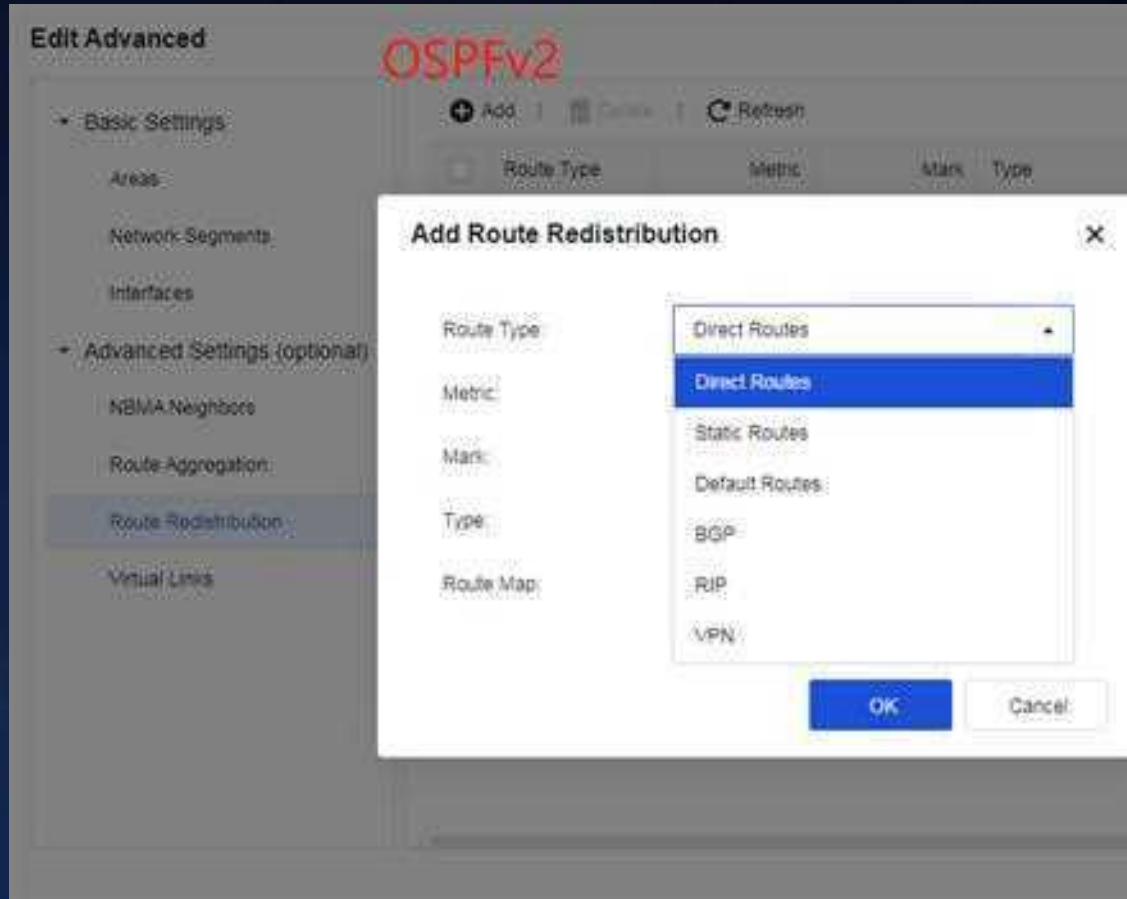 Edit Advanced
OSPFv2
Basic Settings
Areas
Network Segments
Interfaces
Advanced Settings (optional)
NBMA Neighbors
Route Aggregation
Route Redistribution
Virtual Links
Add Delete Refresh
Route Type Metric Mark Type
Add Route Redistribution
Route Type: Direct Routes
Direct Routes
Metric:
Static Routes
Mark:
Default Routes
Type:
BGP
Route Map:
RIP
VPN
OK Cancel